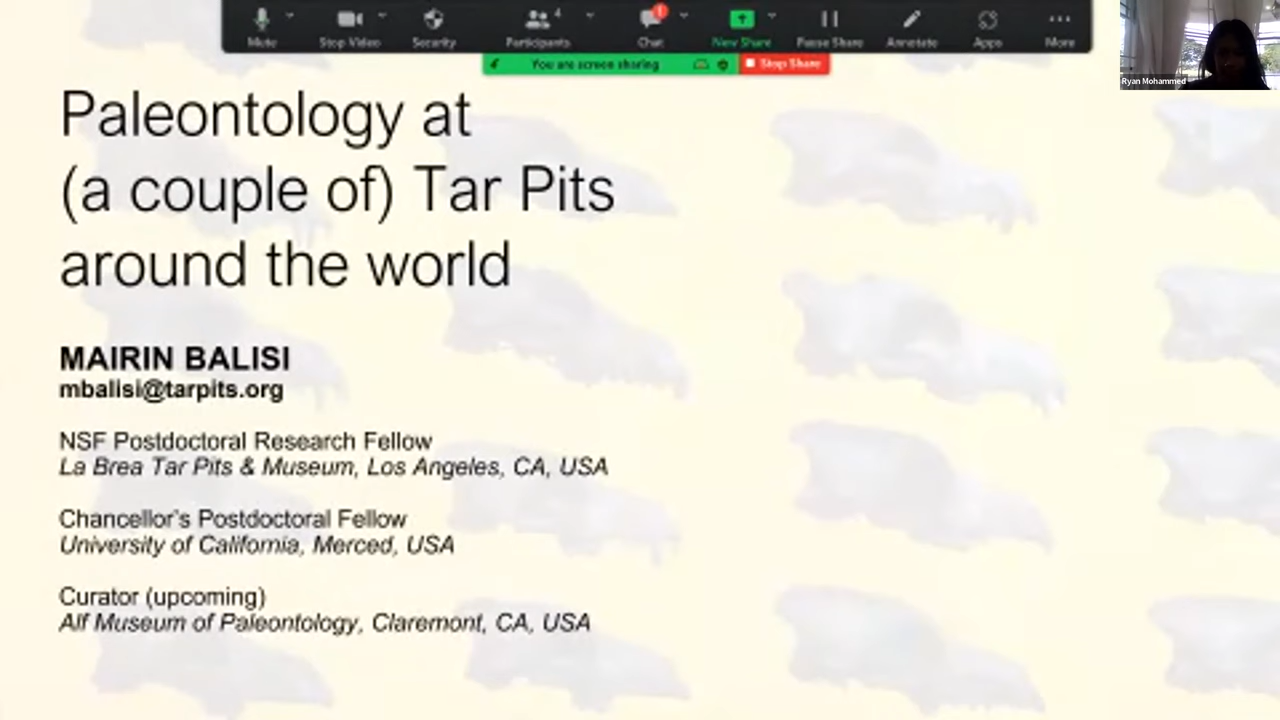 4
1
Mute
Stop Video
Security
Participants
Chat
New Share
Pause Share
Annotate
Apps
More
You are screen sharing
Stop Share
Ryan Mohammed
Paleontology at
(a couple of) Tar Pits
around the world
MAIRIN BALISI
mbalisi@tarpits.org
NSF Postdoctoral Research Fellow
La Brea Tar Pits & Museum, Los Angeles, CA, USA
Chancellor's Postdoctoral Fellow
University of California, Merced, USA
Curator (upcoming)
Alf Museum of Paleontology, Claremont, CA, USA